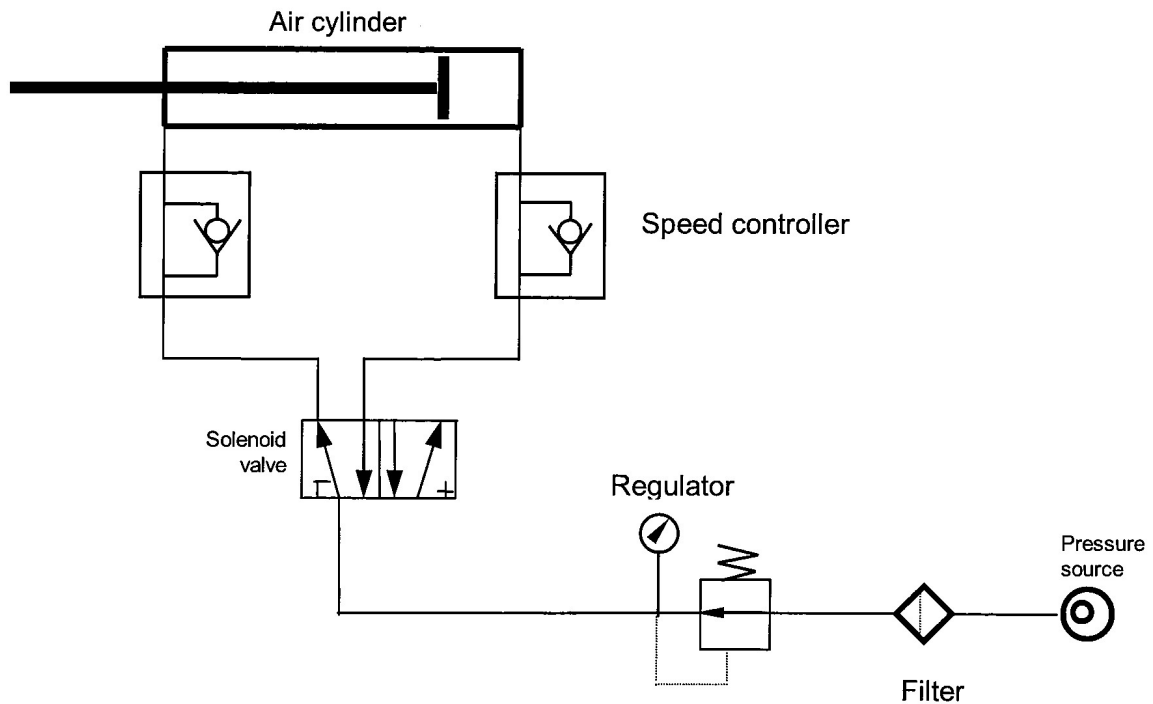 Air cylinder
Speed controller
Solenoid
valve
Regulator
Pressure
source
Filter